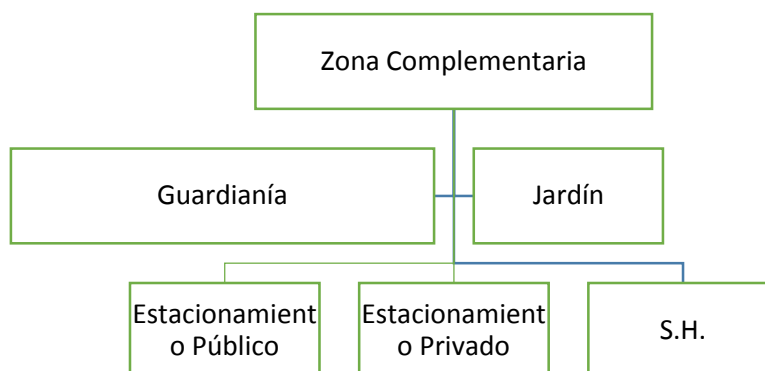 Zona Complementaria
Guardianía
Jardín
Estacionamient
o Público
Estacionamient
o Privado
S.H.